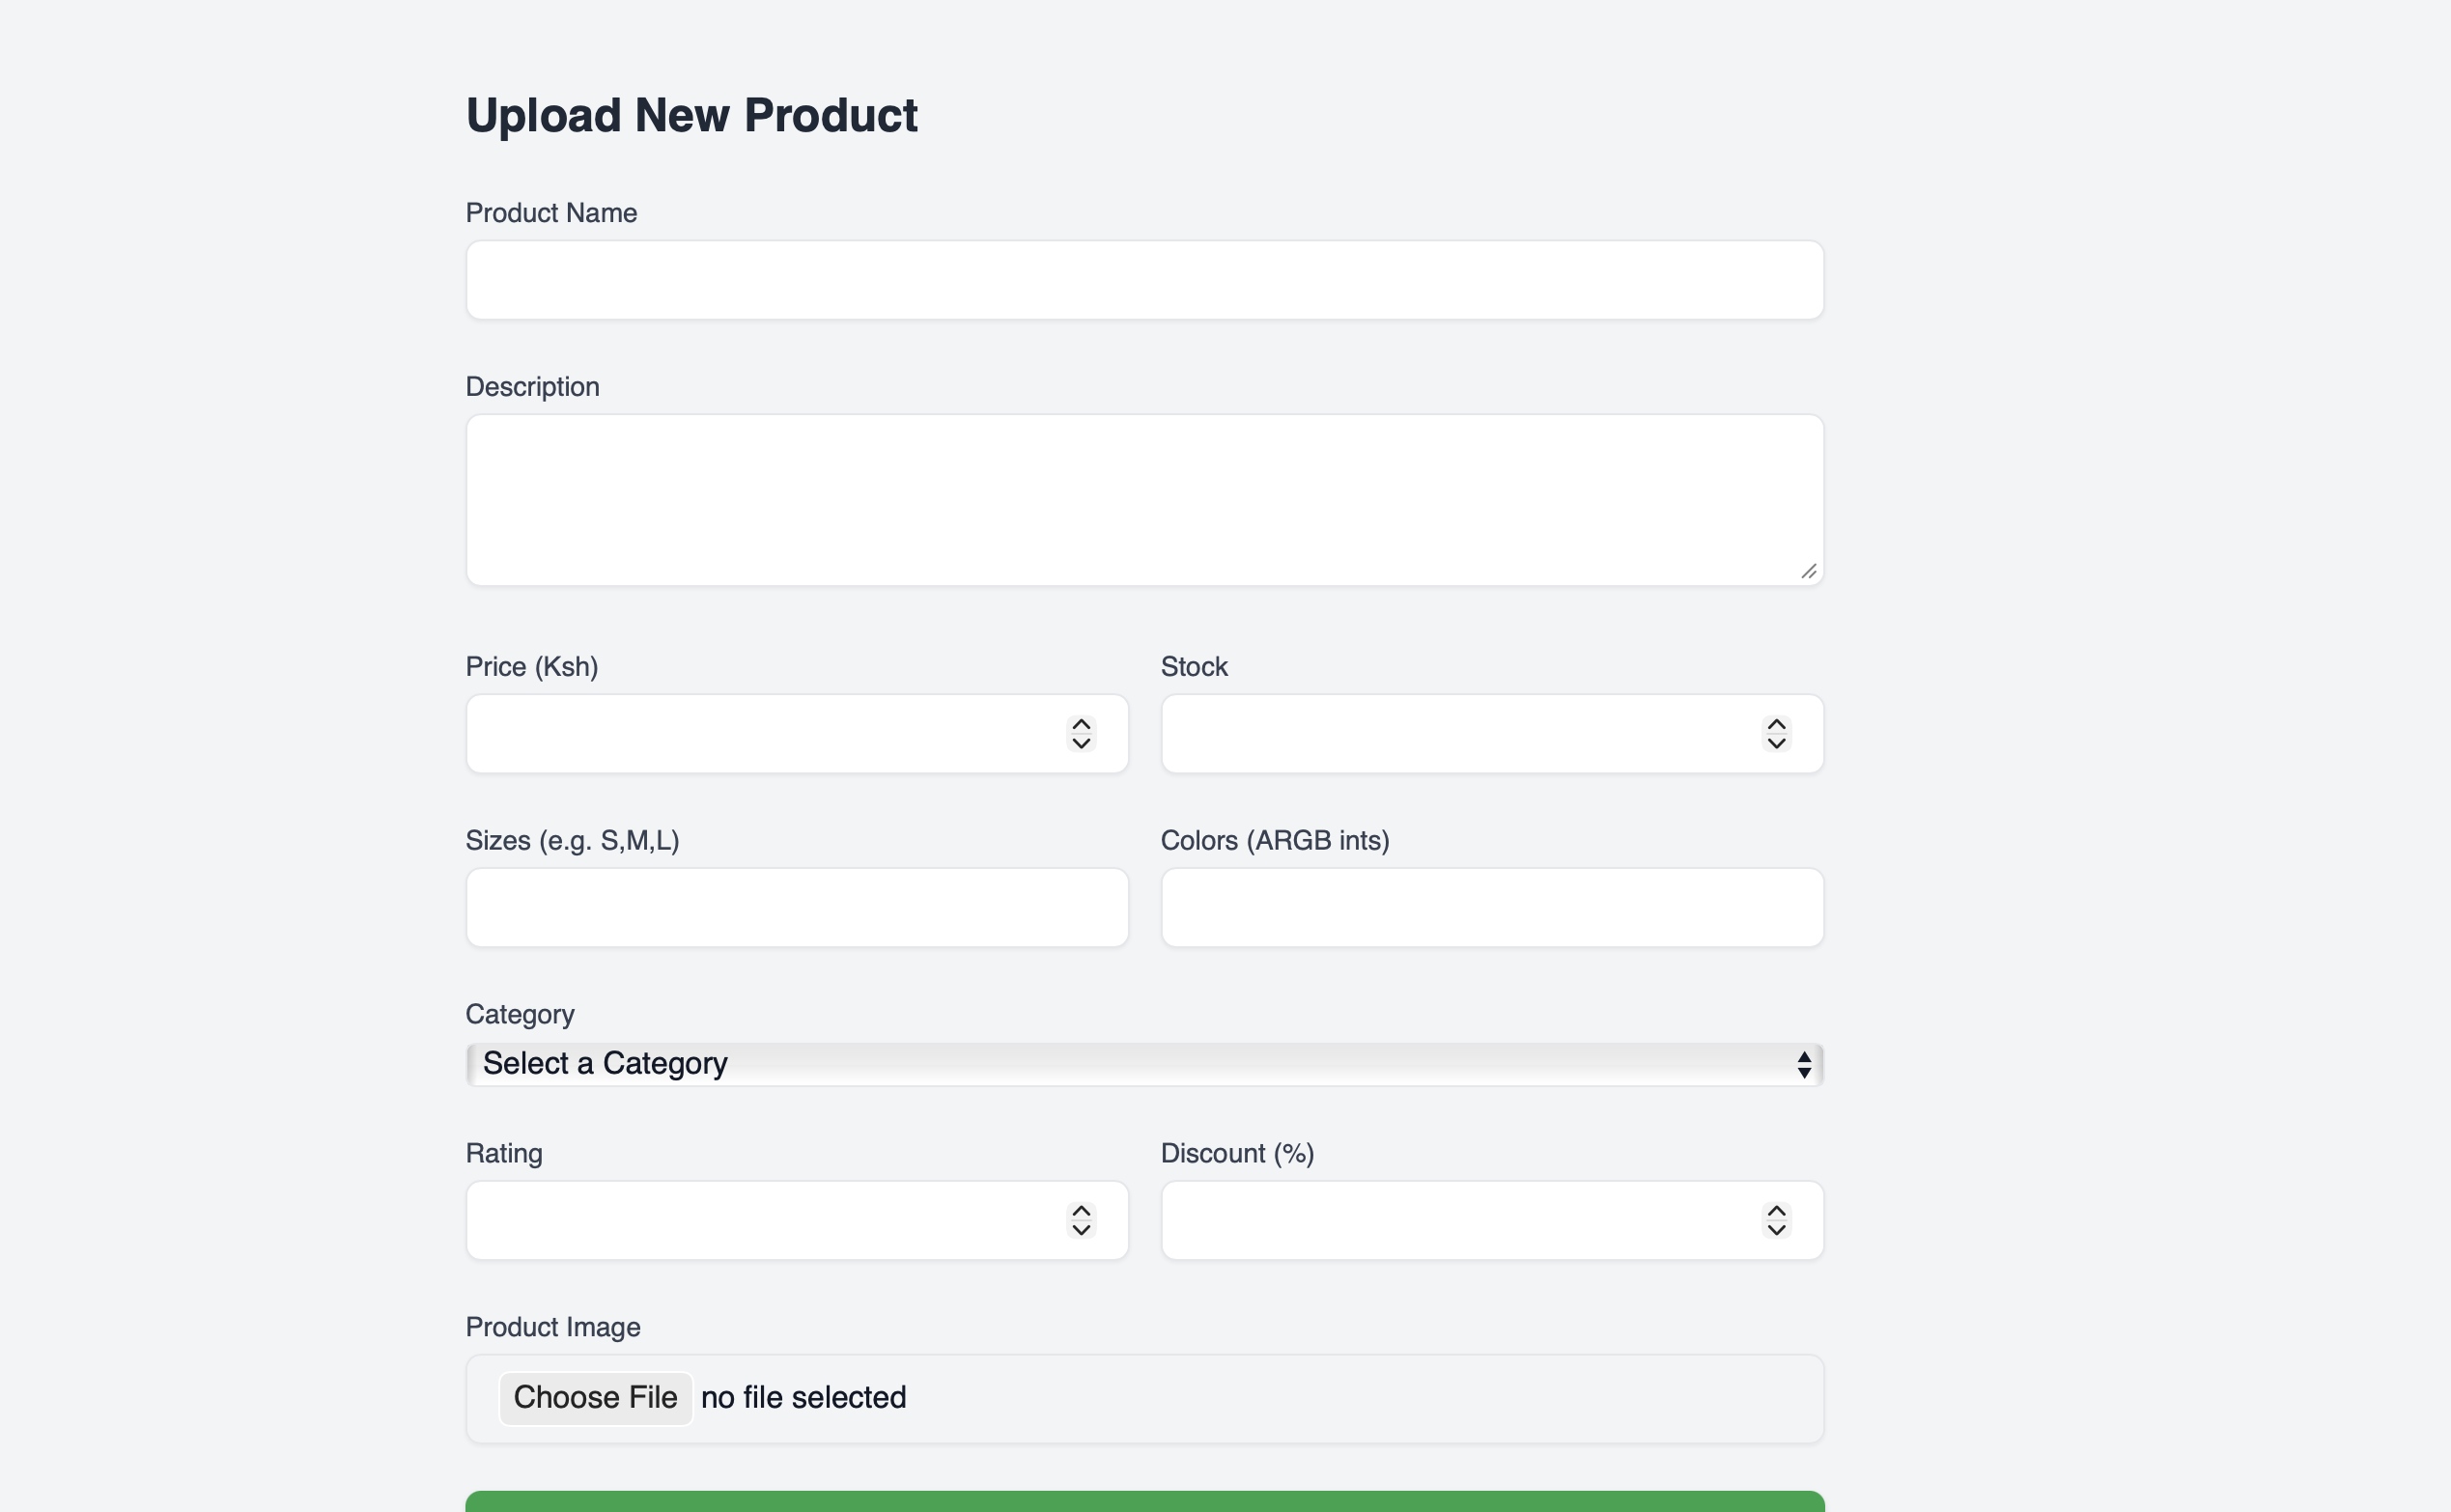 Upload New Product
Product Name
Description
Price (Ksh)
Stock
Sizes (e.g. S,M,L)
Colors (ARGB ints)
Category
Select a Category
Rating
Discount (%)
Product Image
Choose File no file selected